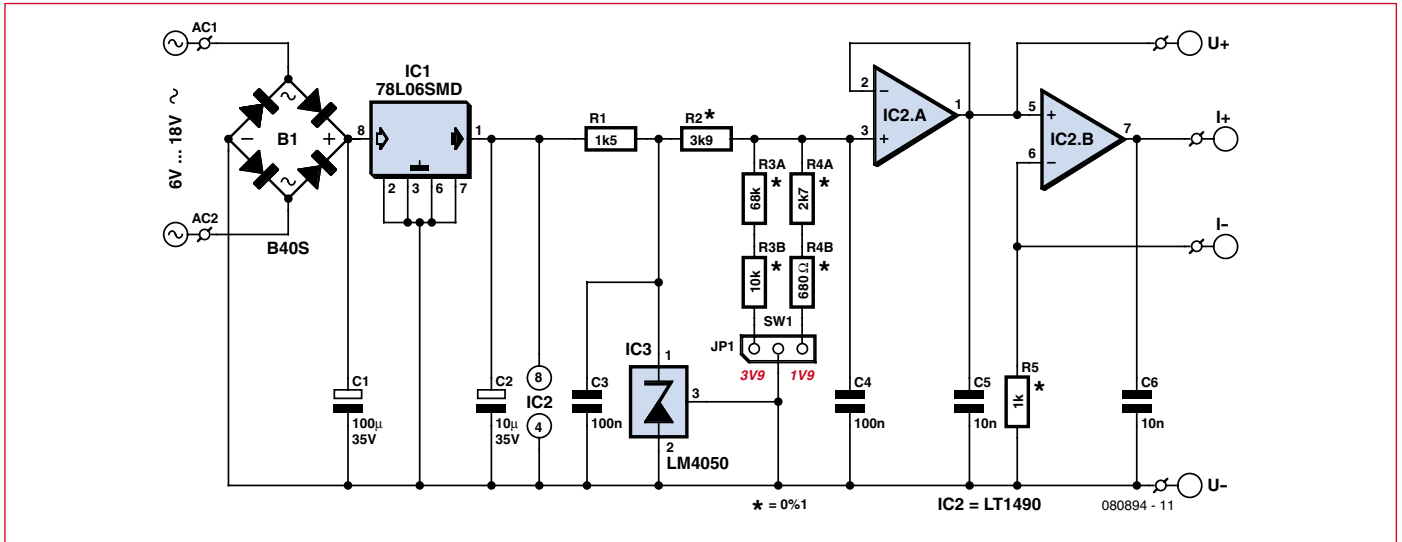 AC1
6V ... 18V ~
AC2
B1
B40S
IC1
78L06SMD
8
1
2
3
6
7
C1
100µ
35V
C2
10µ
35V
8
IC2
4
R1
1k5
R2*
3k9
C3
100n
IC3
1
3
2
LM4050
R3A
68k
*
R3B
10k
*
R4A
2k7
*
R4B
680Ω
*
SW1
JP1
3V9
1V9
* = 0%1
C4
100n
2
3
IC2.A
1
C5
10n
5
6
IC2.B
7
R5
1k
*
C6
10n
IC2 = LT1490
080894 - 11
U+
I+
I−
U−